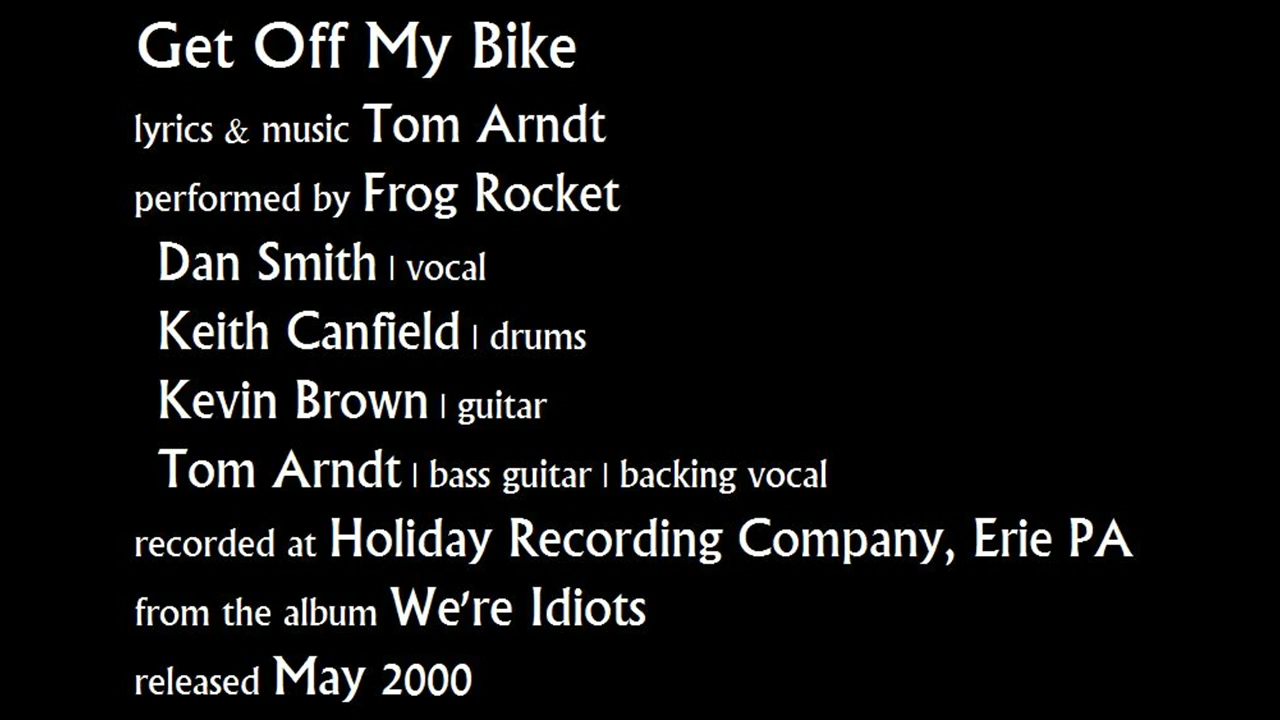 Get Off My Bike
lyrics & music Tom Arndt
performed by Frog Rocket
Dan Smith | vocal
Keith Canfield | drums
Kevin Brown | guitar
Tom Arndt | bass guitar | backing vocal
recorded at Holiday Recording Company, Erie PA
from the album We're Idiots
released May 2000